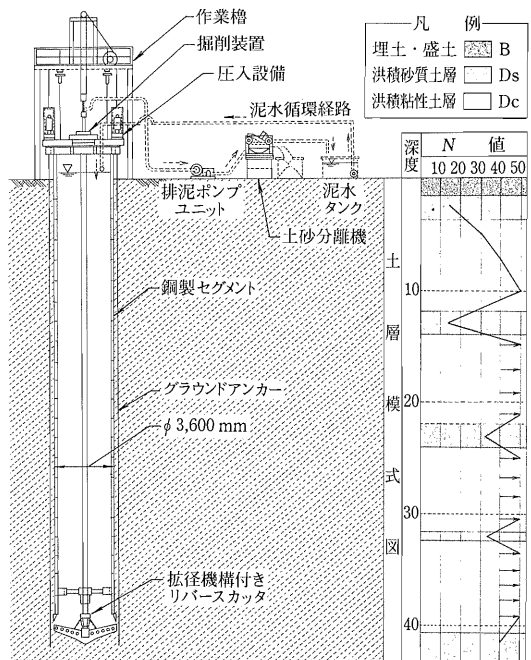 作業櫓
掘削装置
圧入設備
泥水循環経路
排泥ポンプ
ユニット
泥水
タンク
土砂分離機
鋼製セグメント
グラウンドアンカー
φ3,600 mm
拡径機構付き
リバースカッタ
凡 例
埋土・盛土 B
洪積砂質土層 Ds
洪積粘性土層 Dc
深度
N 値
10 20 30 40 50
土層模式図
10
20
30
40